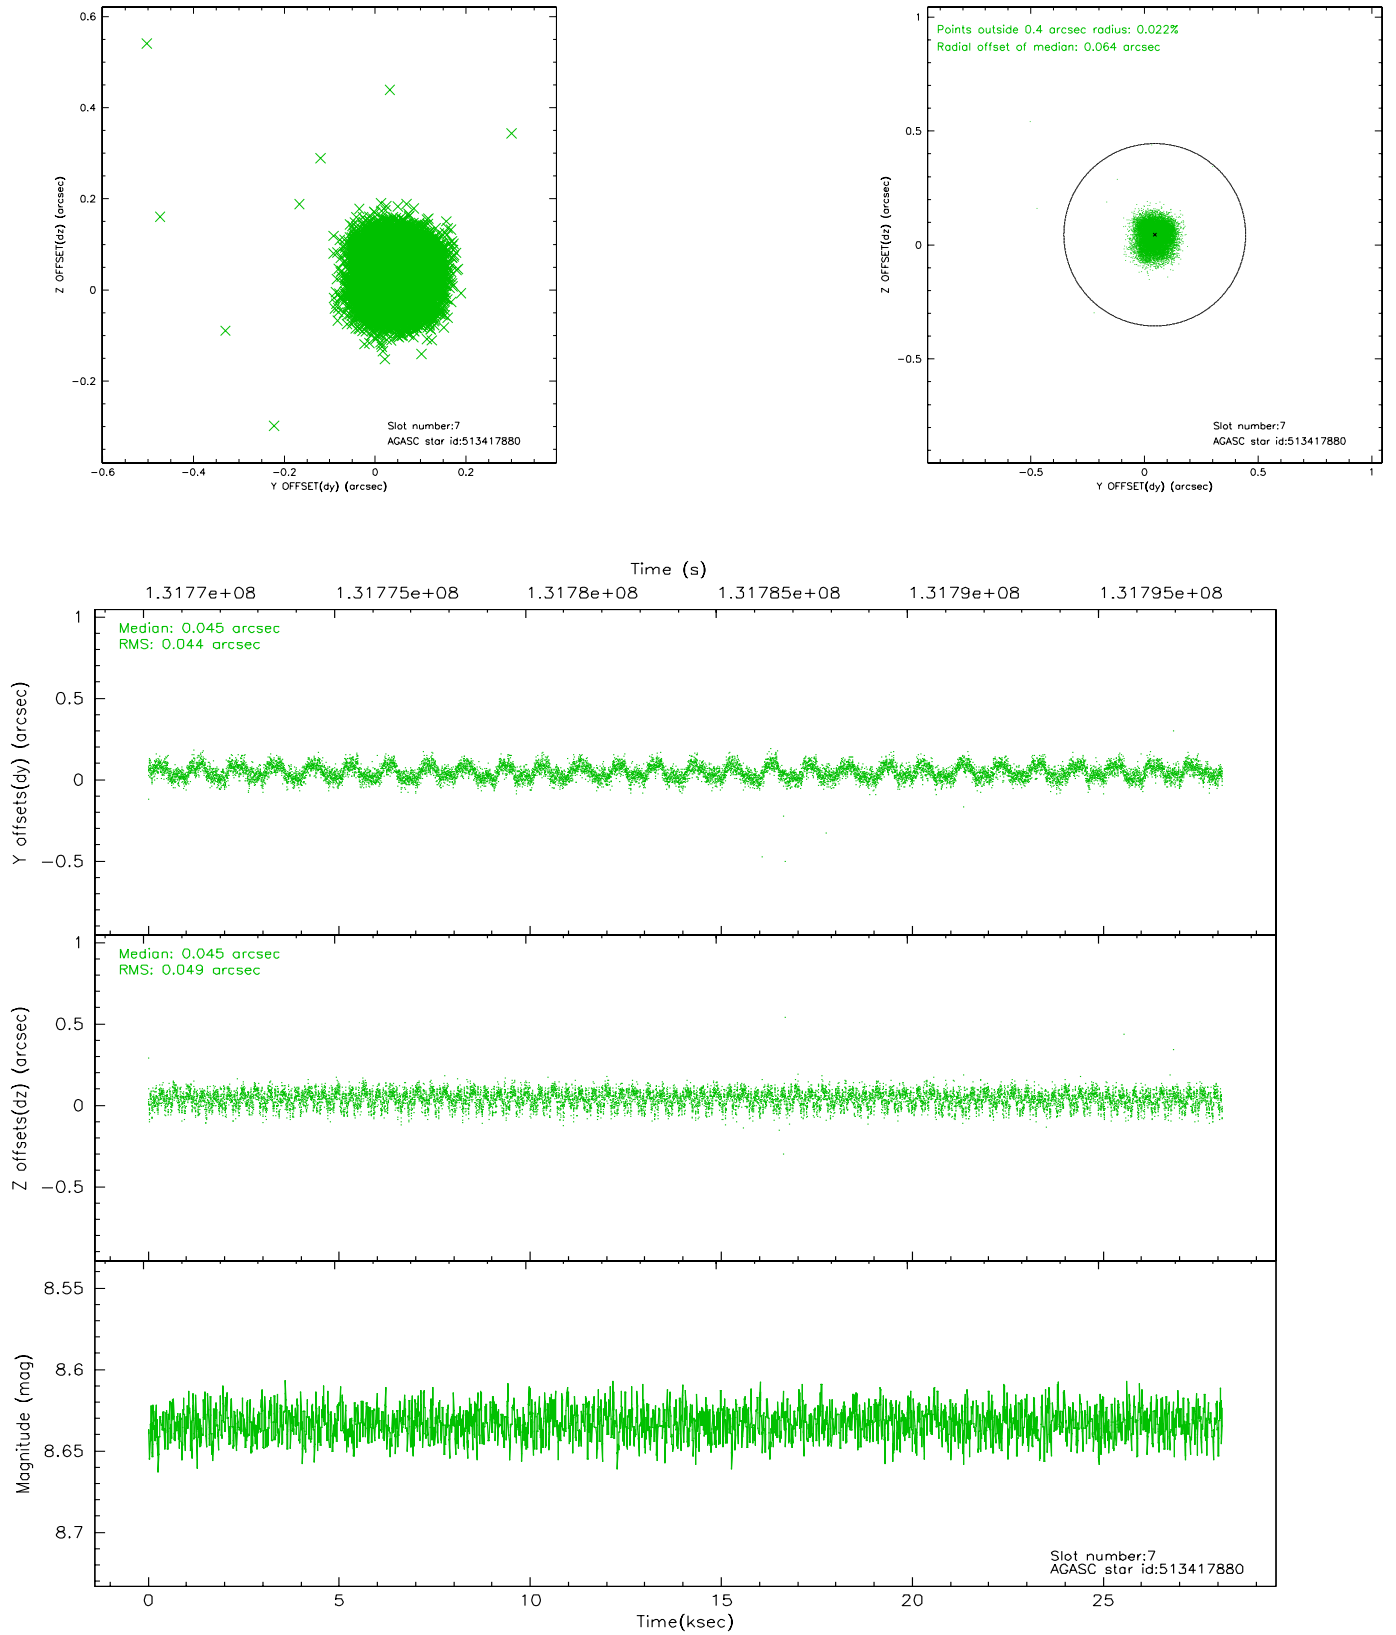 0.6
0.4
0.2
0
−0.2
Z OFFSET(dz) (arcsec)
Slot number:7
AGASC star id:513417880
−0.6 −0.4 −0.2 0 0.2
Y OFFSET(dy) (arcsec)
Points outside 0.4 arcsec radius: 0.022%
Radial offset of median: 0.064 arcsec
1
0.5
0
−0.5
Z OFFSET(dz) (arcsec)
Slot number:7
AGASC star id:513417880
−0.5 0 0.5 1
Y OFFSET(dy) (arcsec)
Time (s)
1.3177e+08 1.31775e+08 1.3178e+08 1.31785e+08 1.3179e+08 1.31795e+08
Median: 0.045 arcsec
RMS: 0.044 arcsec
1
0.5
0
−0.5
Y offsets(dy) (arcsec)
Median: 0.045 arcsec
RMS: 0.049 arcsec
1
0.5
0
−0.5
Z offsets(dz) (arcsec)
8.55
8.6
8.65
8.7
Magnitude (mag)
Slot number:7
AGASC star id:513417880
0 5 10 15 20 25
Time(ksec)